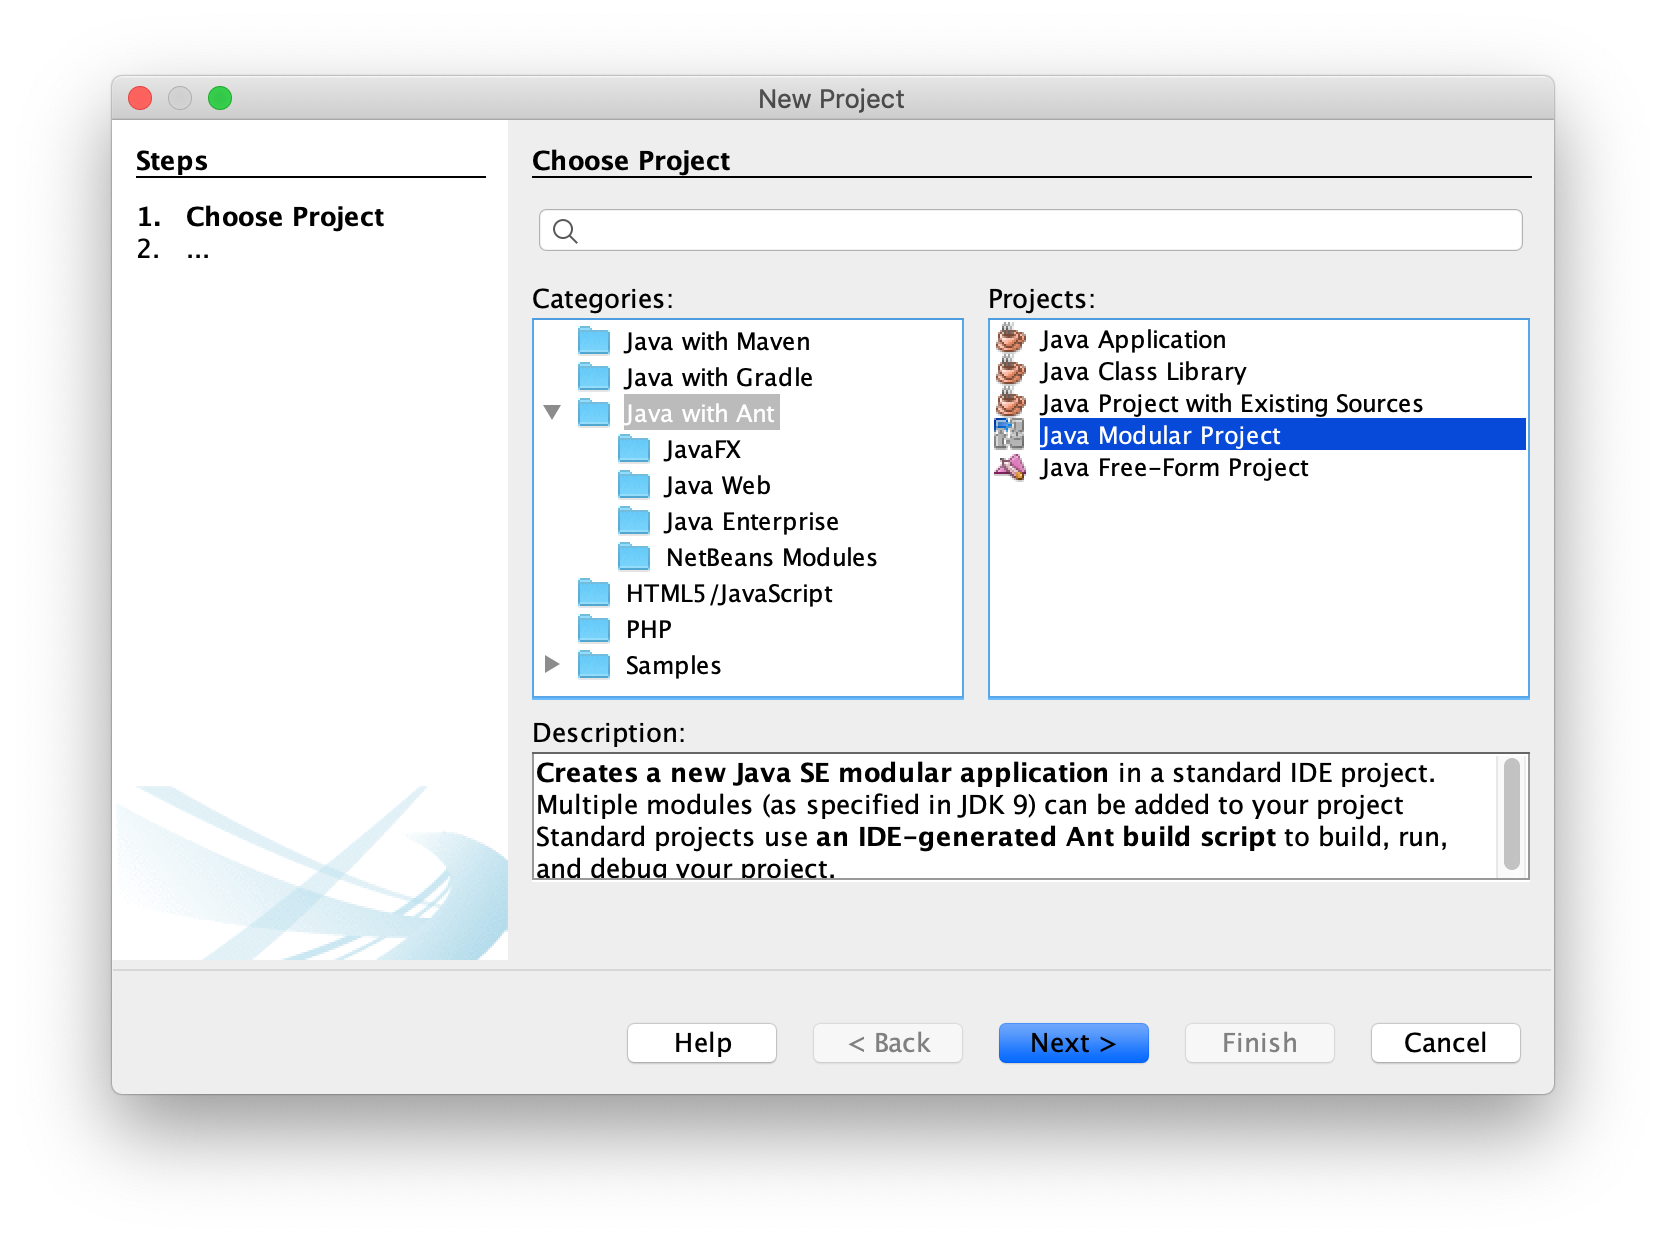 New Project
Steps
1. Choose Project
2. ...
Choose Project
Categories:
Java with Maven
Java with Gradle
Java with Ant
JavaFX
Java Web
Java Enterprise
NetBeans Modules
HTML5/JavaScript
PHP
Samples
Projects:
Java Application
Java Class Library
Java Project with Existing Sources
Java Modular Project
Java Free-Form Project
Description:
Creates a new Java SE modular application in a standard IDE project.
Multiple modules (as specified in JDK 9) can be added to your project
Standard projects use an IDE-generated Ant build script to build, run,
and debug your project.
Help
< Back
Next >
Finish
Cancel